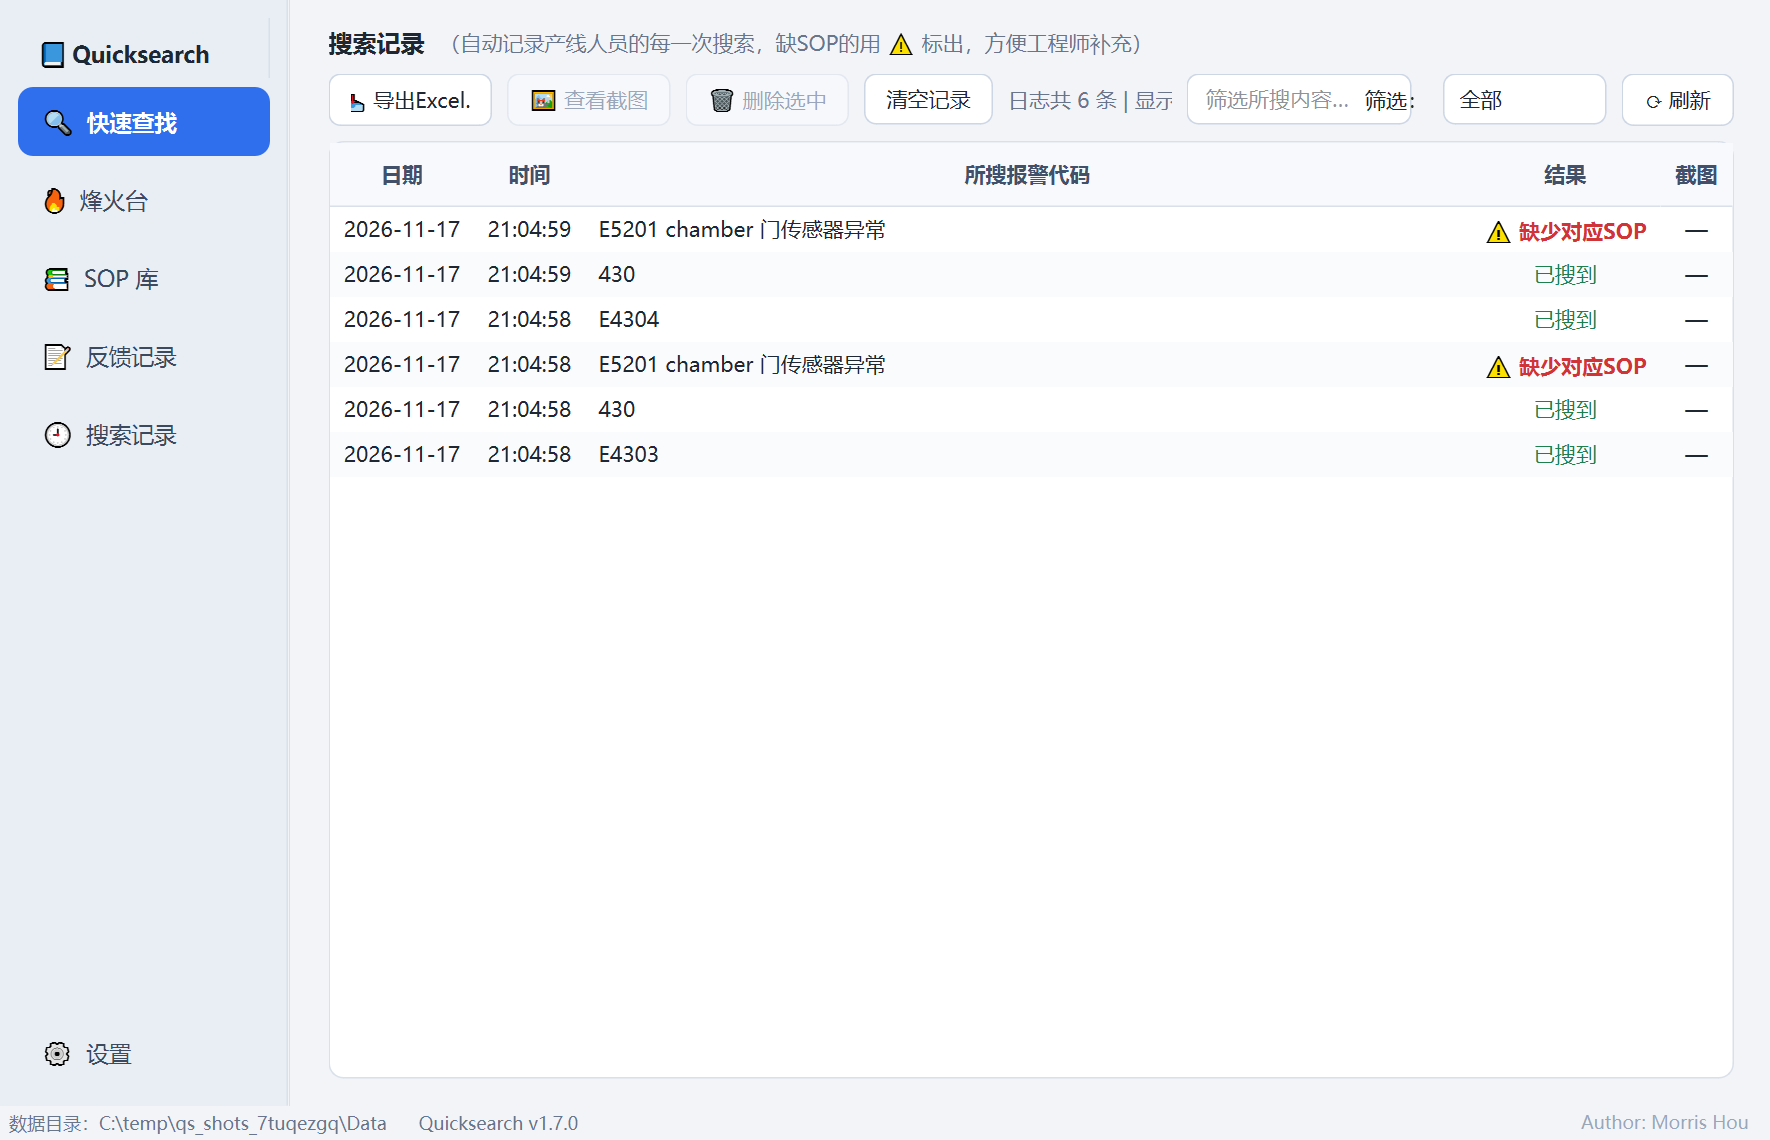 Quicksearch
快速查找
烽火台
SOP 库
反馈记录
搜索记录
设置
搜索记录 （自动记录产线人员的每一次搜索，缺SOP的用 ⚠ 标出，方便工程师补充）
导出Excel. 查看截图 删除选中 清空记录 日志共 6 条 | 显示 筛选所搜内容... 筛选: 全部 ⟳ 刷新
日期 时间 所搜报警代码 结果 截图
2026-11-17 21:04:59 E5201 chamber 门传感器异常 ⚠ 缺少对应SOP —
2026-11-17 21:04:59 430 已搜到 —
2026-11-17 21:04:58 E4304 已搜到 —
2026-11-17 21:04:58 E5201 chamber 门传感器异常 ⚠ 缺少对应SOP —
2026-11-17 21:04:58 430 已搜到 —
2026-11-17 21:04:58 E4303 已搜到 —
数据目录：C:\temp\qs_shots_7tuqezgq\Data Quicksearch v1.7.0 Author: Morris Hou